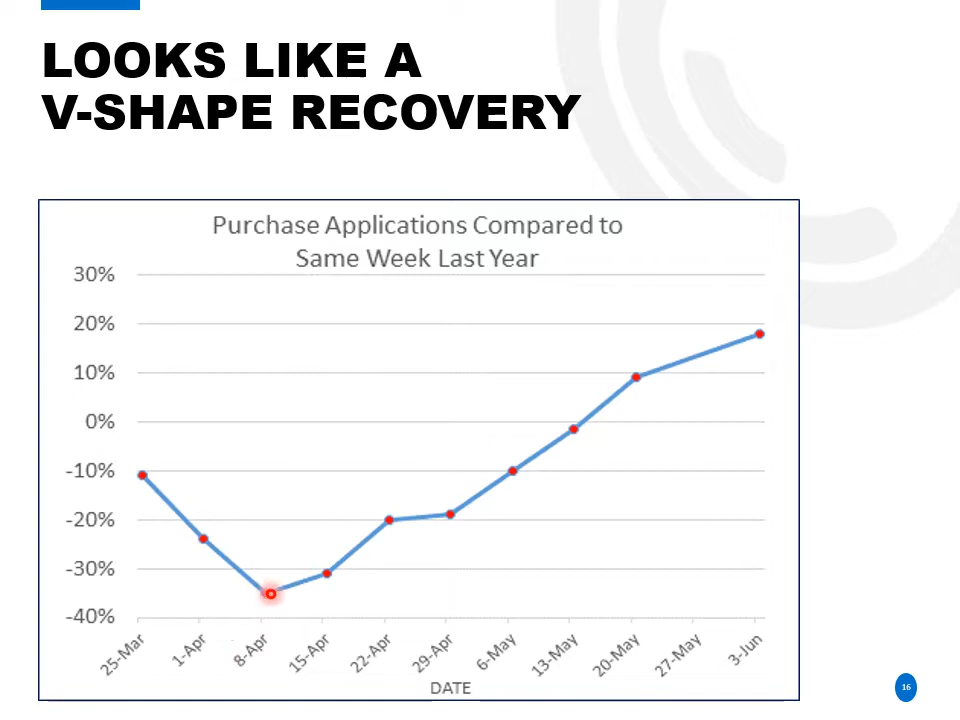 LOOKS LIKE A
V-SHAPE RECOVERY
Purchase Applications Compared to
Same Week Last Year
30%
20%
10%
0%
-10%
-20%
-30%
-40%
25-Mar
1-Apr
8-Apr
15-Apr
22-Apr
29-Apr
6-May
13-May
20-May
27-May
3-Jun
DATE
16